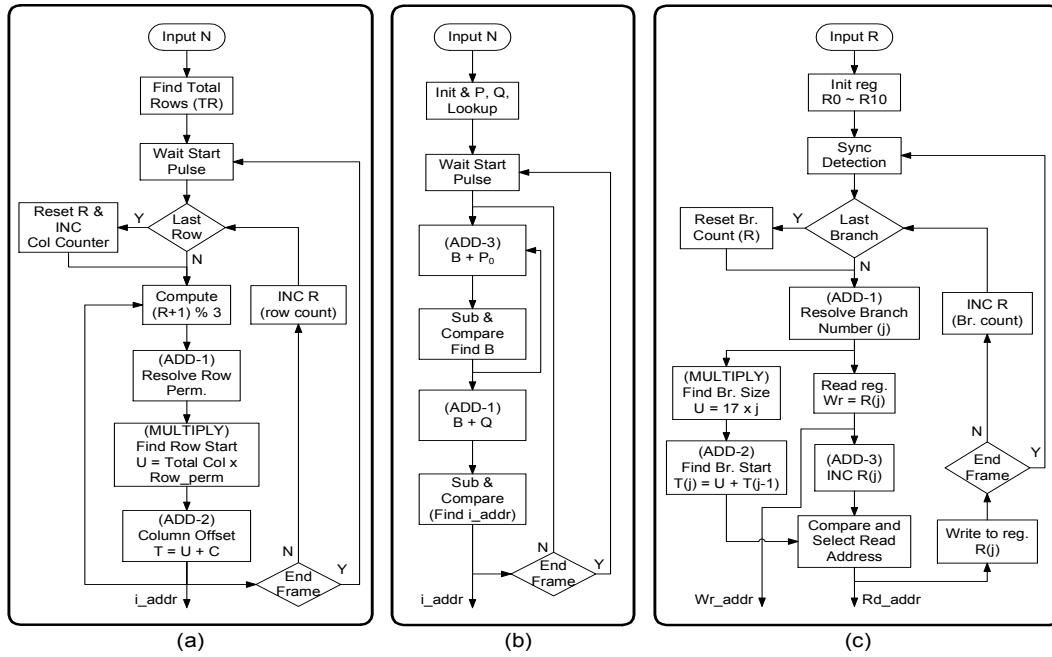 Input N
Find Total
Rows (TR)
Wait Start
Pulse
Reset R &
INC
Col Counter
Y
Last
Row
N
Compute
(R+1) % 3
INC R
(row count)
(ADD-1)
Resolve Row
Perm.
(MULTIPLY)
Find Row Start
U = Total Col x
Row_perm
(ADD-2)
Column Offset
T = U + C
N
Y
End
Frame
i_addr
(a)
Input N
Init & P, Q,
Lookup
Wait Start
Pulse
(ADD-3)
B + P0
Sub &
Compare
Find B
(ADD-1)
B + Q
Sub &
Compare
(Find i_addr)
N
Y
End
Frame
i_addr
(b)
Input R
Init reg
R0 ~ R10
Sync
Detection
Reset Br.
Count (R)
Y
Last
Branch
N
(ADD-1)
Resolve Branch
Number (j)
INC R
(Br. count)
(MULTIPLY)
Find Br. Size
U = 17 x j
Read reg.
Wr = R(j)
(ADD-2)
Find Br. Start
T(j) = U + T(j-1)
(ADD-3)
INC R(j)
N
Y
End
Frame
Compare and
Select Read
Address
Write to reg.
R(j)
Wr_addr
Rd_addr
(c)